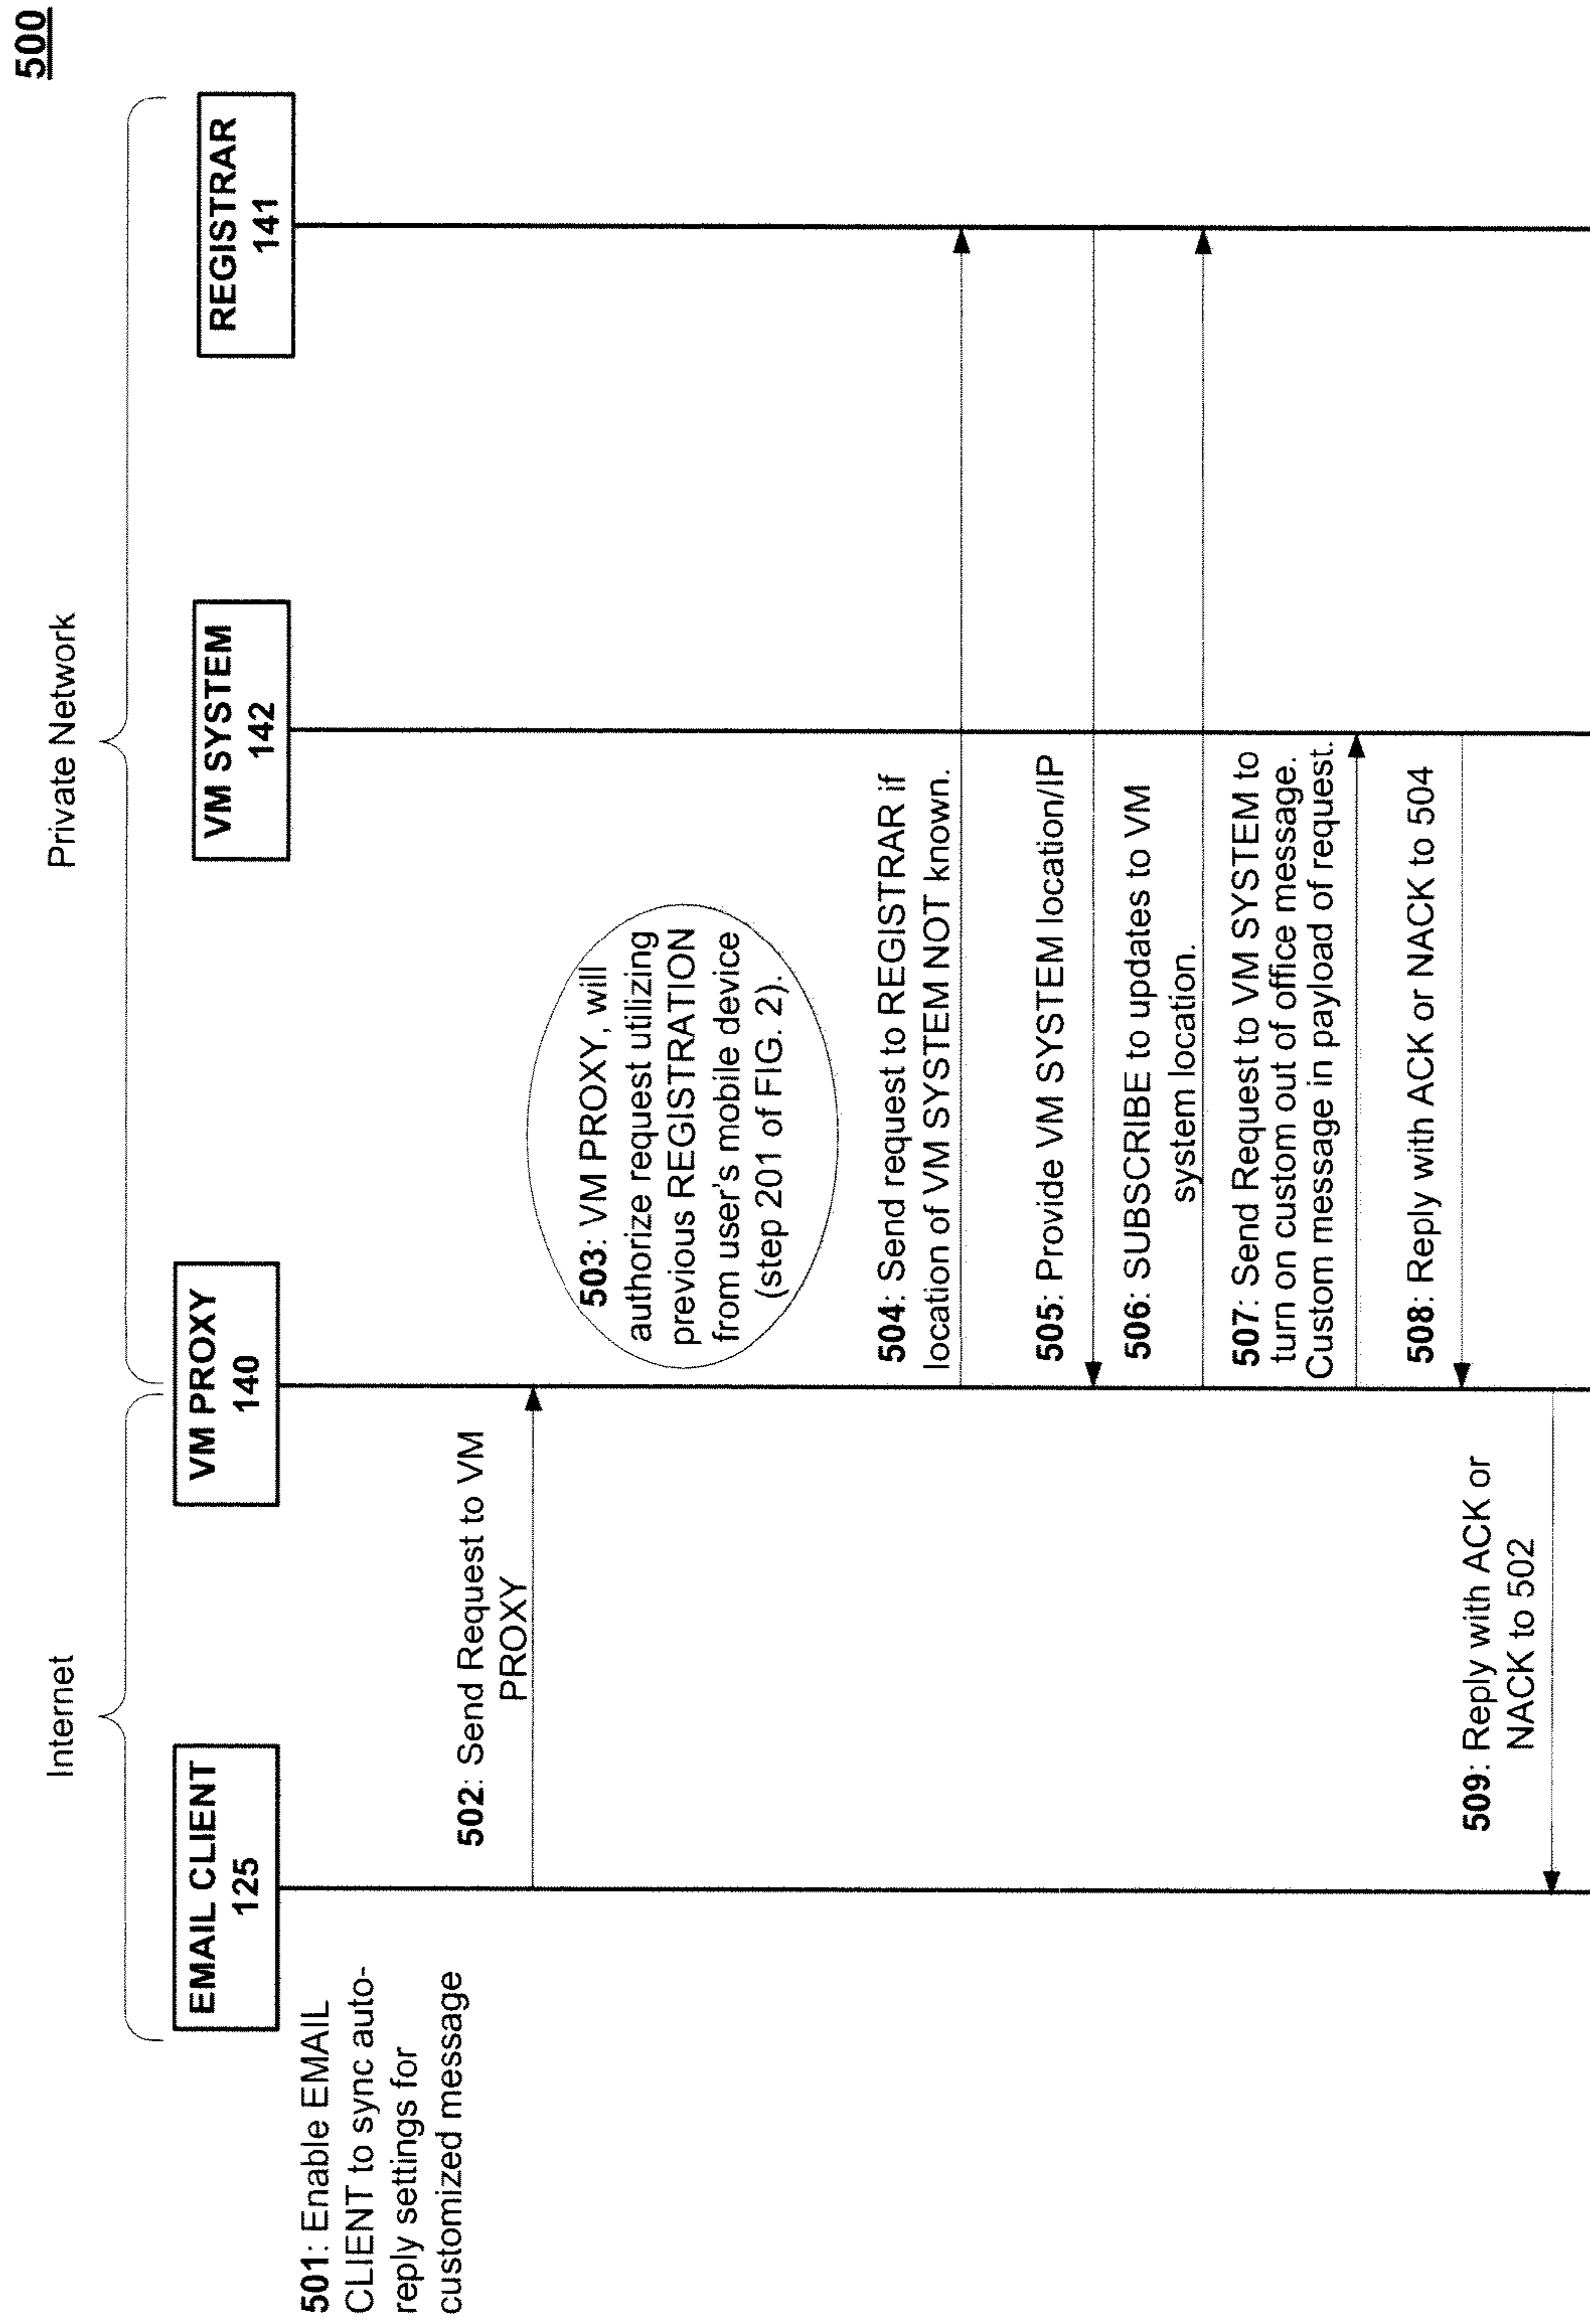 500
Internet
Private Network
EMAIL CLIENT
125
VM PROXY
140
VM SYSTEM
142
REGISTRAR
141
501: Enable EMAIL
CLIENT to sync auto-
reply settings for
customized message
502: Send Request to VM
PROXY
503: VM PROXY, will
authorize request utilizing
previous REGISTRATION
from user's mobile device
(step 201 of FIG. 2).
504: Send request to REGISTRAR if
location of VM SYSTEM NOT known.
505: Provide VM SYSTEM location/IP
506: SUBSCRIBE to updates to VM
system location.
507: Send Request to VM SYSTEM to
turn on custom out of office message.
Custom message in payload of request.
508: Reply with ACK or NACK to 504
509: Reply with ACK or
NACK to 502